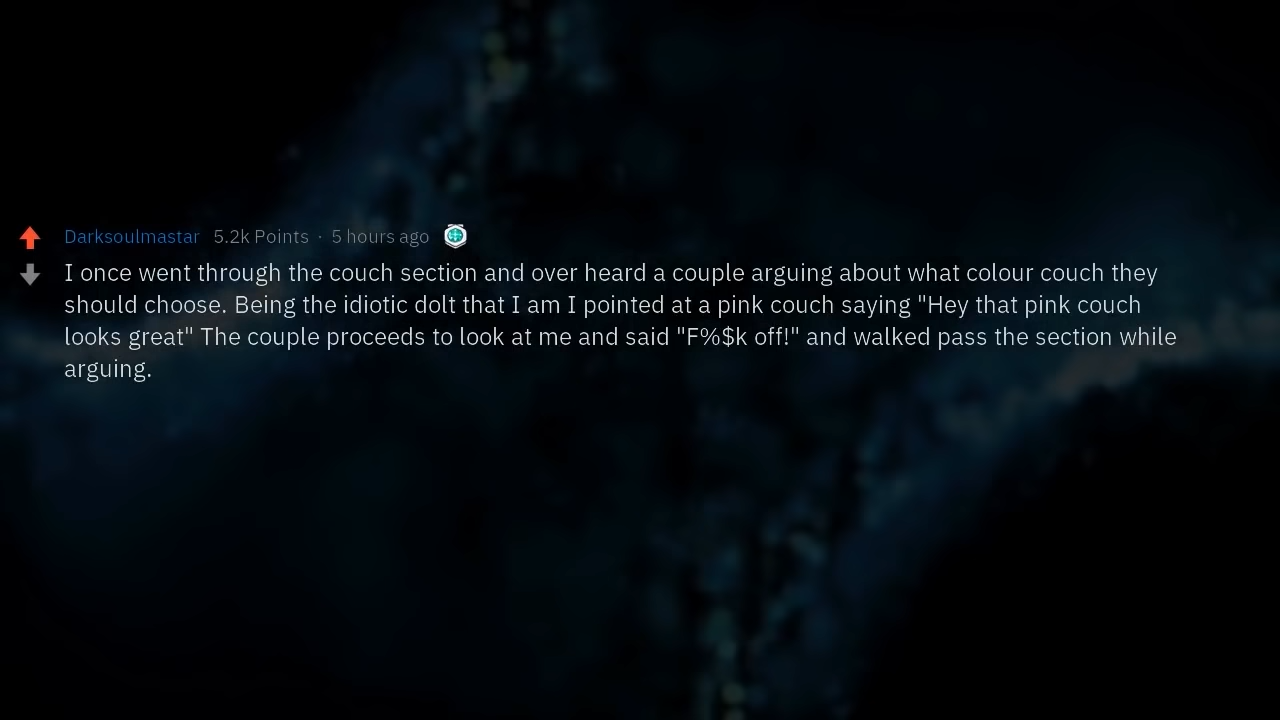 Darksoulmastar 5.2k Points · 5 hours ago
I once went through the couch section and over heard a couple arguing about what colour couch they
should choose. Being the idiotic dolt that I am I pointed at a pink couch saying "Hey that pink couch
looks great" The couple proceeds to look at me and said "F%$k off!" and walked pass the section while
arguing.